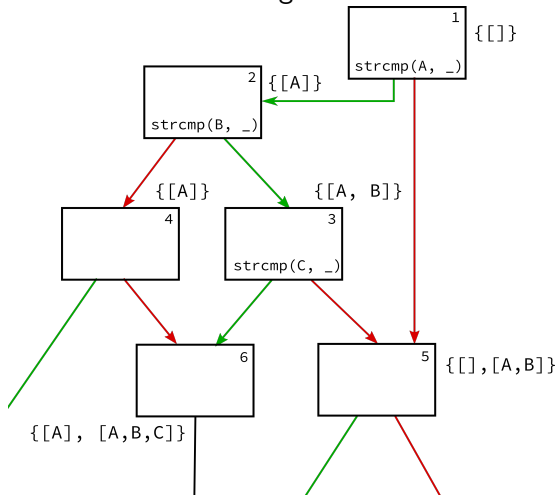 1
{[]}
strcmp(A, _)
2
{[A]}
strcmp(B, _)
{[A]}
{[A, B]}
4
3
strcmp(C, _)
6
5
{[],[A,B]}
{[A], [A,B,C]}